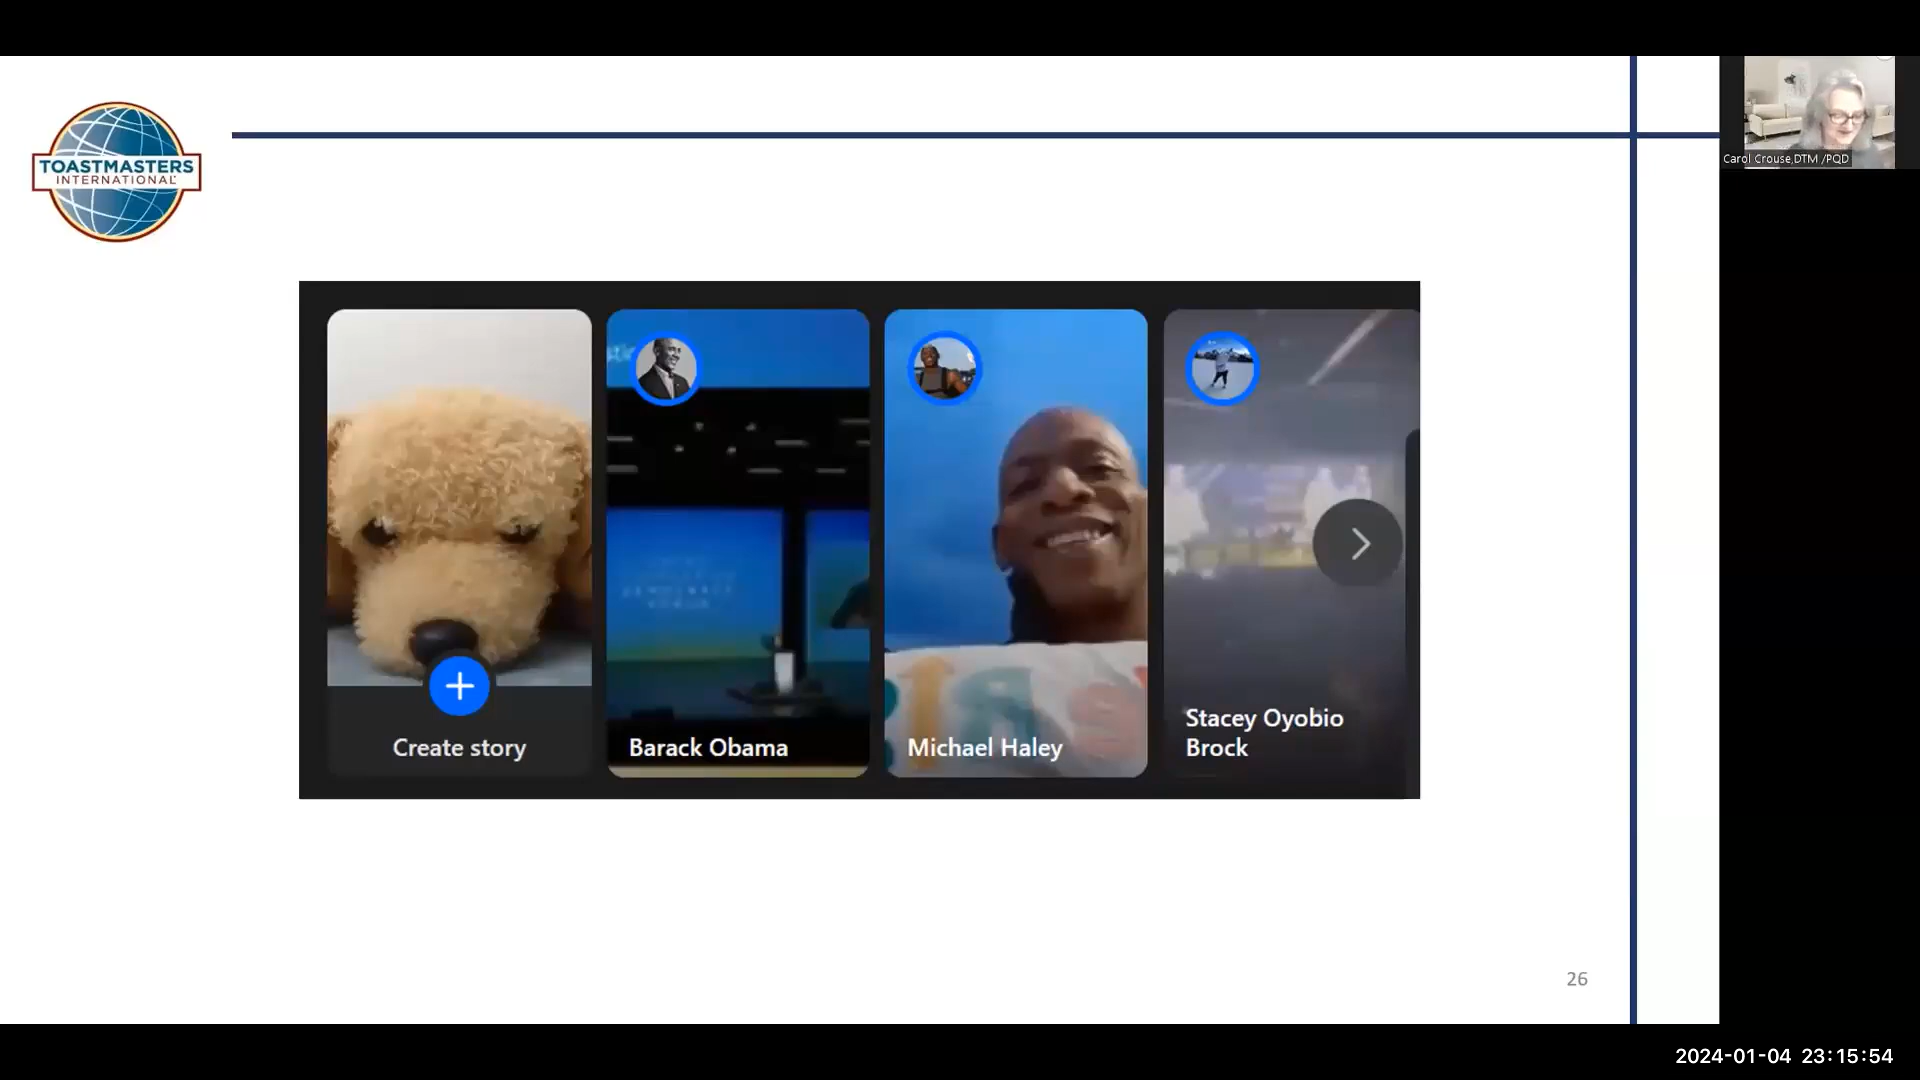 TOASTMASTERS
INTERNATIONAL
Carol Crouse,DTM /PQD
Create story
Barack Obama
Michael Haley
Stacey Oyobio
Brock
26
2024-01-04 23:15:54